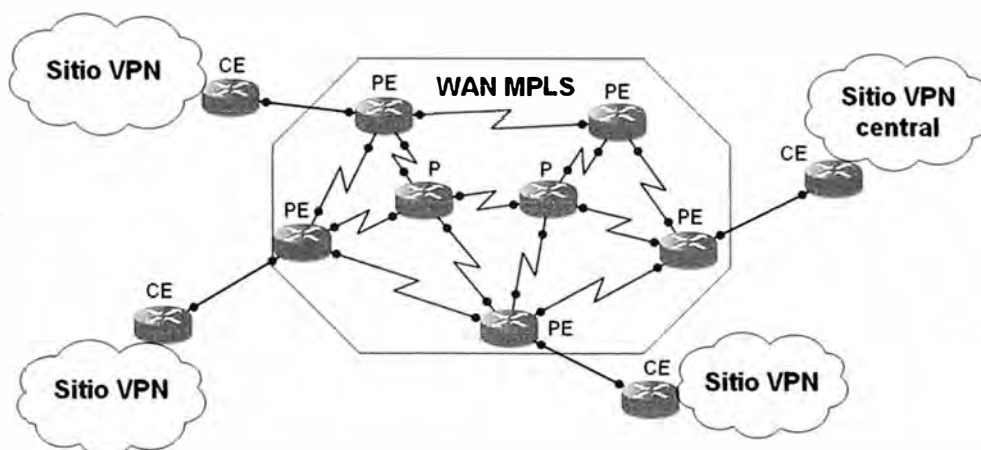 Sitio VPN
CE
PE
WAN MPLS
PE
Sitio VPN
central
CE
P
P
PE
PE
CE
Sitio VPN
PE
CE
Sitio VPN